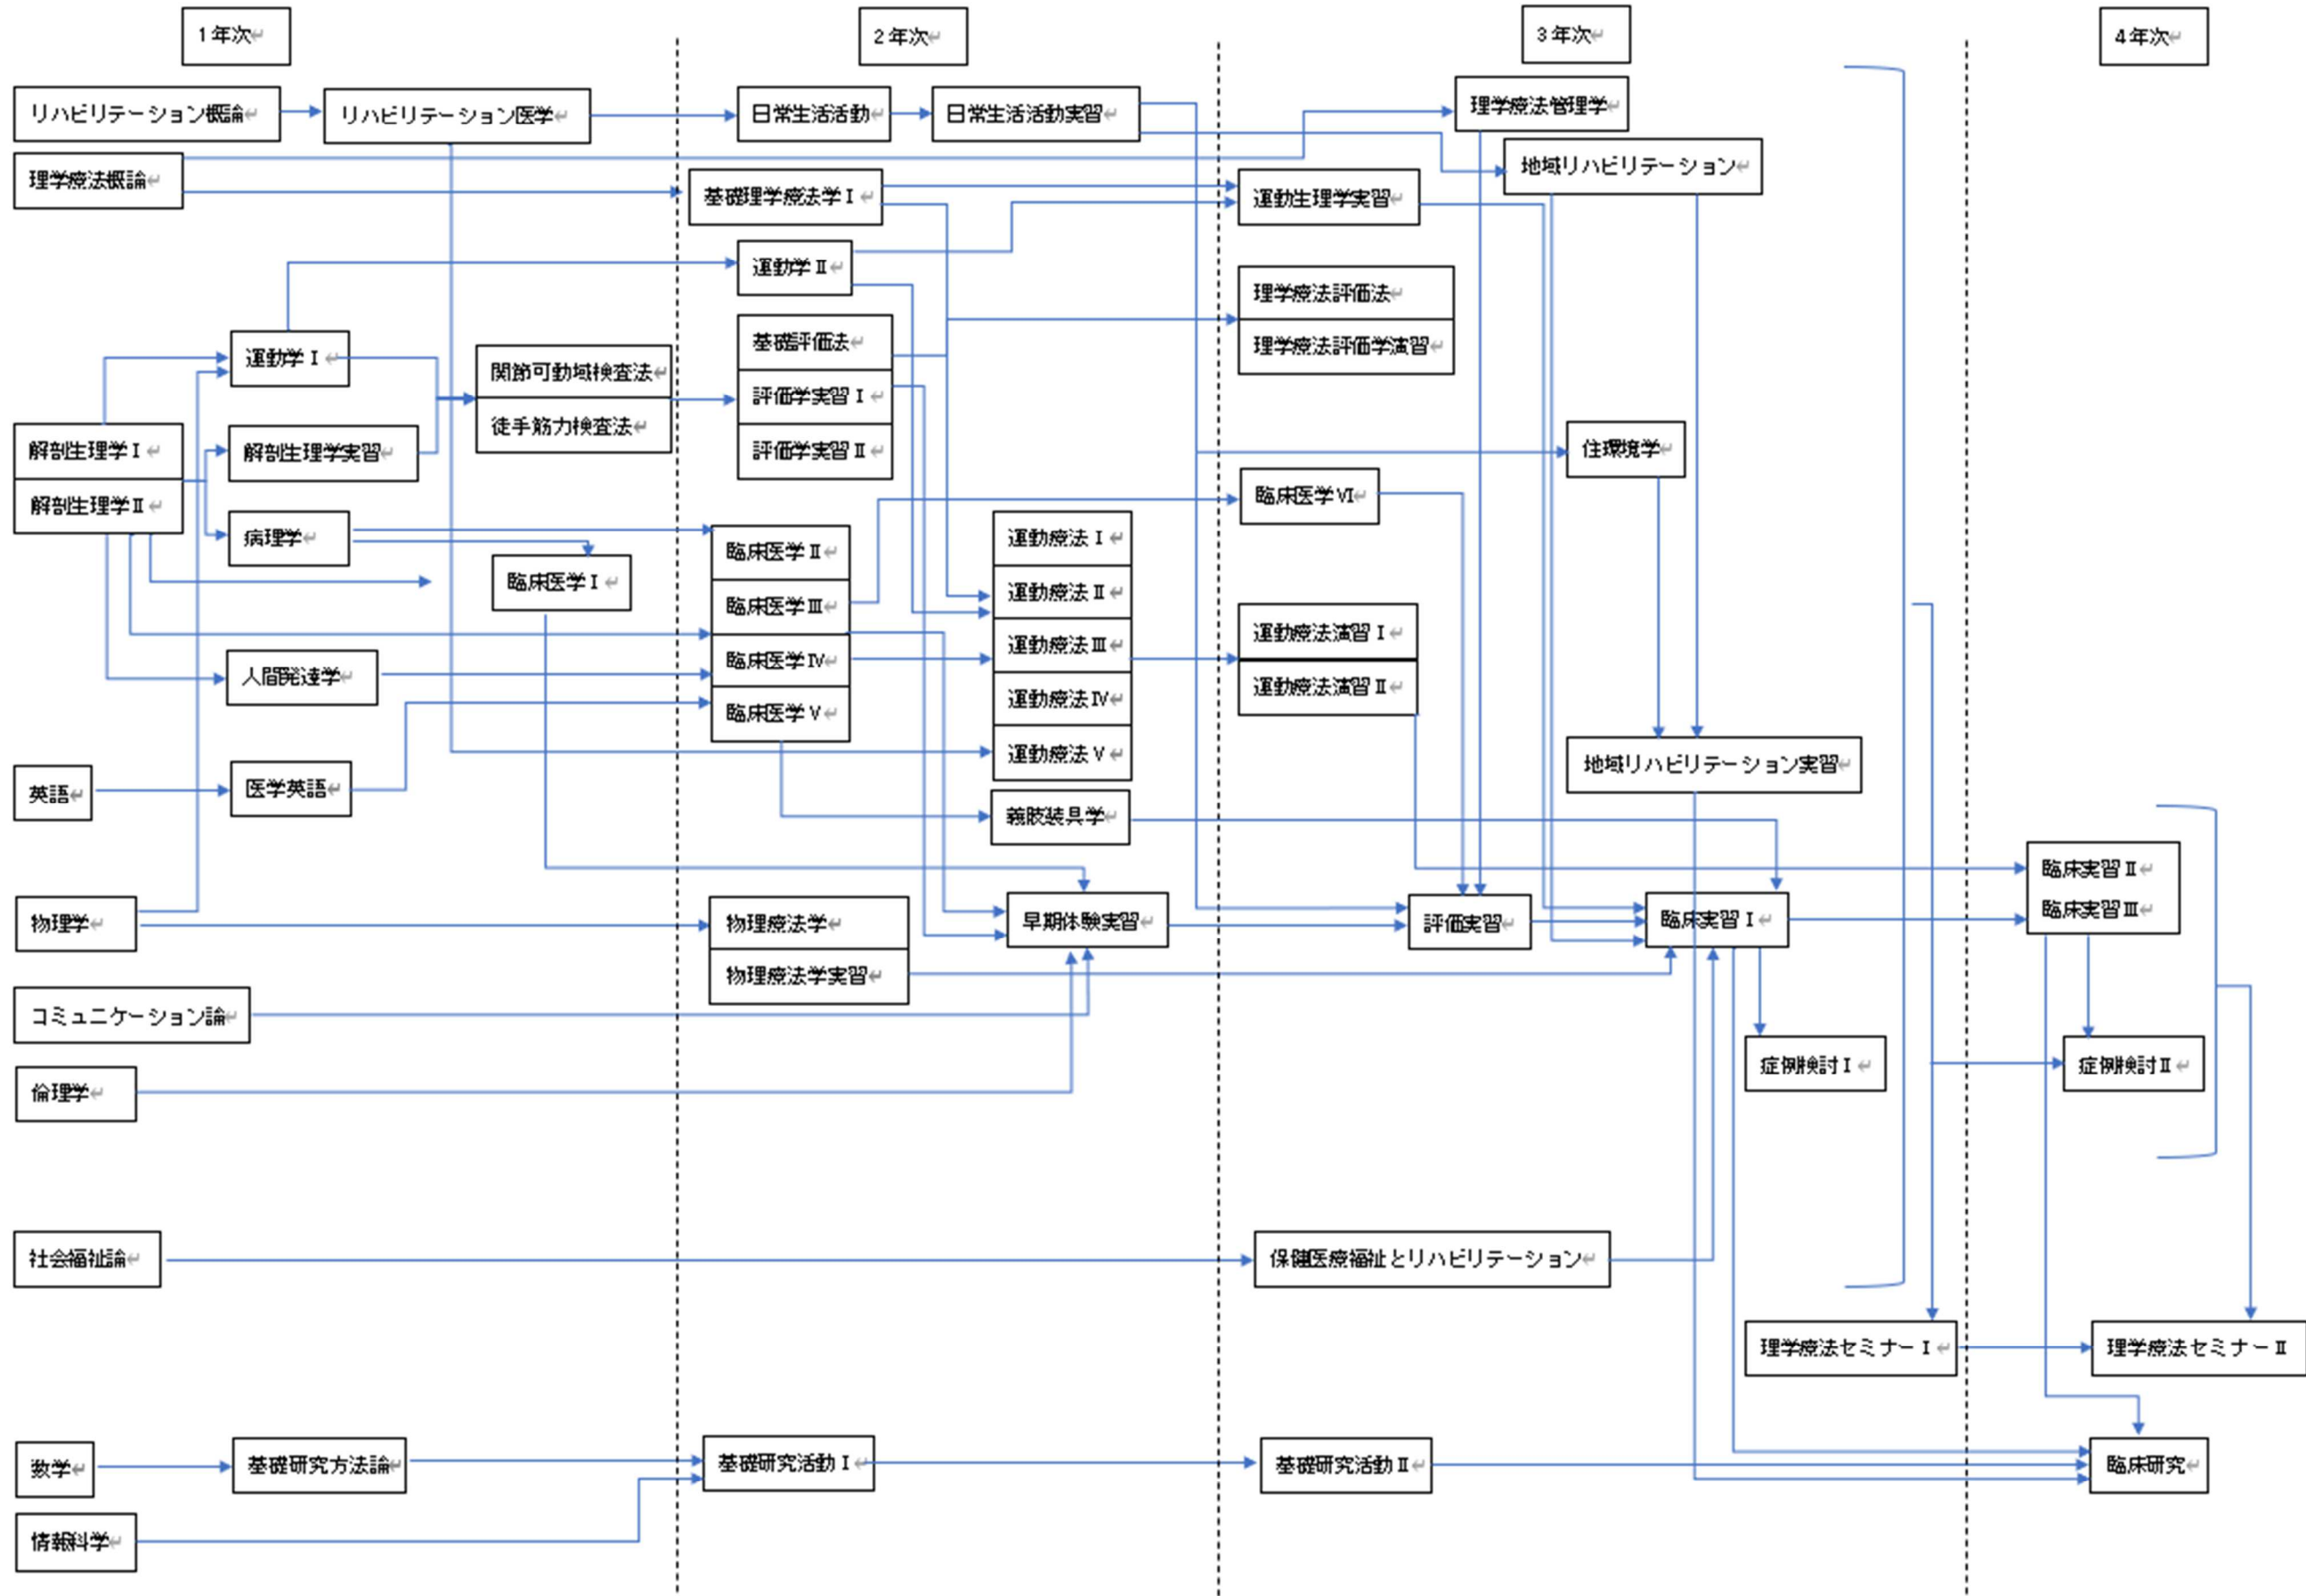 1年次
2年次
3年次
4年次
リハビリテーション概論
リハビリテーション医学
日常生活活動
日常生活活動実習
理学療法管理学
理学療法概論
地域リハビリテーション
基礎理学療法学Ⅰ
運動生理学実習
運動学Ⅱ
理学療法評価法
理学療法評価学演習
運動学Ⅰ
関節可動域検査法
徒手筋力検査法
基礎評価法
評価学実習Ⅰ
評価学実習Ⅱ
解剖生理学Ⅰ
解剖生理学Ⅱ
解剖生理学実習
病理学
臨床医学Ⅰ
臨床医学Ⅱ
臨床医学Ⅲ
臨床医学Ⅳ
臨床医学Ⅴ
運動療法Ⅰ
運動療法Ⅱ
運動療法Ⅲ
運動療法Ⅳ
運動療法Ⅴ
臨床医学Ⅵ
住環境学
運動療法演習Ⅰ
運動療法演習Ⅱ
人間発達学
地域リハビリテーション実習
英語
医学英語
義肢装具学
臨床実習Ⅱ
臨床実習Ⅲ
物理学
物理療法学
物理療法学実習
早期体験実習
評価実習
臨床実習Ⅰ
コミュニケーション論
症例検討Ⅰ
症例検討Ⅱ
倫理学
社会福祉論
保健医療福祉とリハビリテーション
理学療法セミナーⅠ
理学療法セミナーⅡ
数学
基礎研究方法論
基礎研究活動Ⅰ
基礎研究活動Ⅱ
臨床研究
情報科学